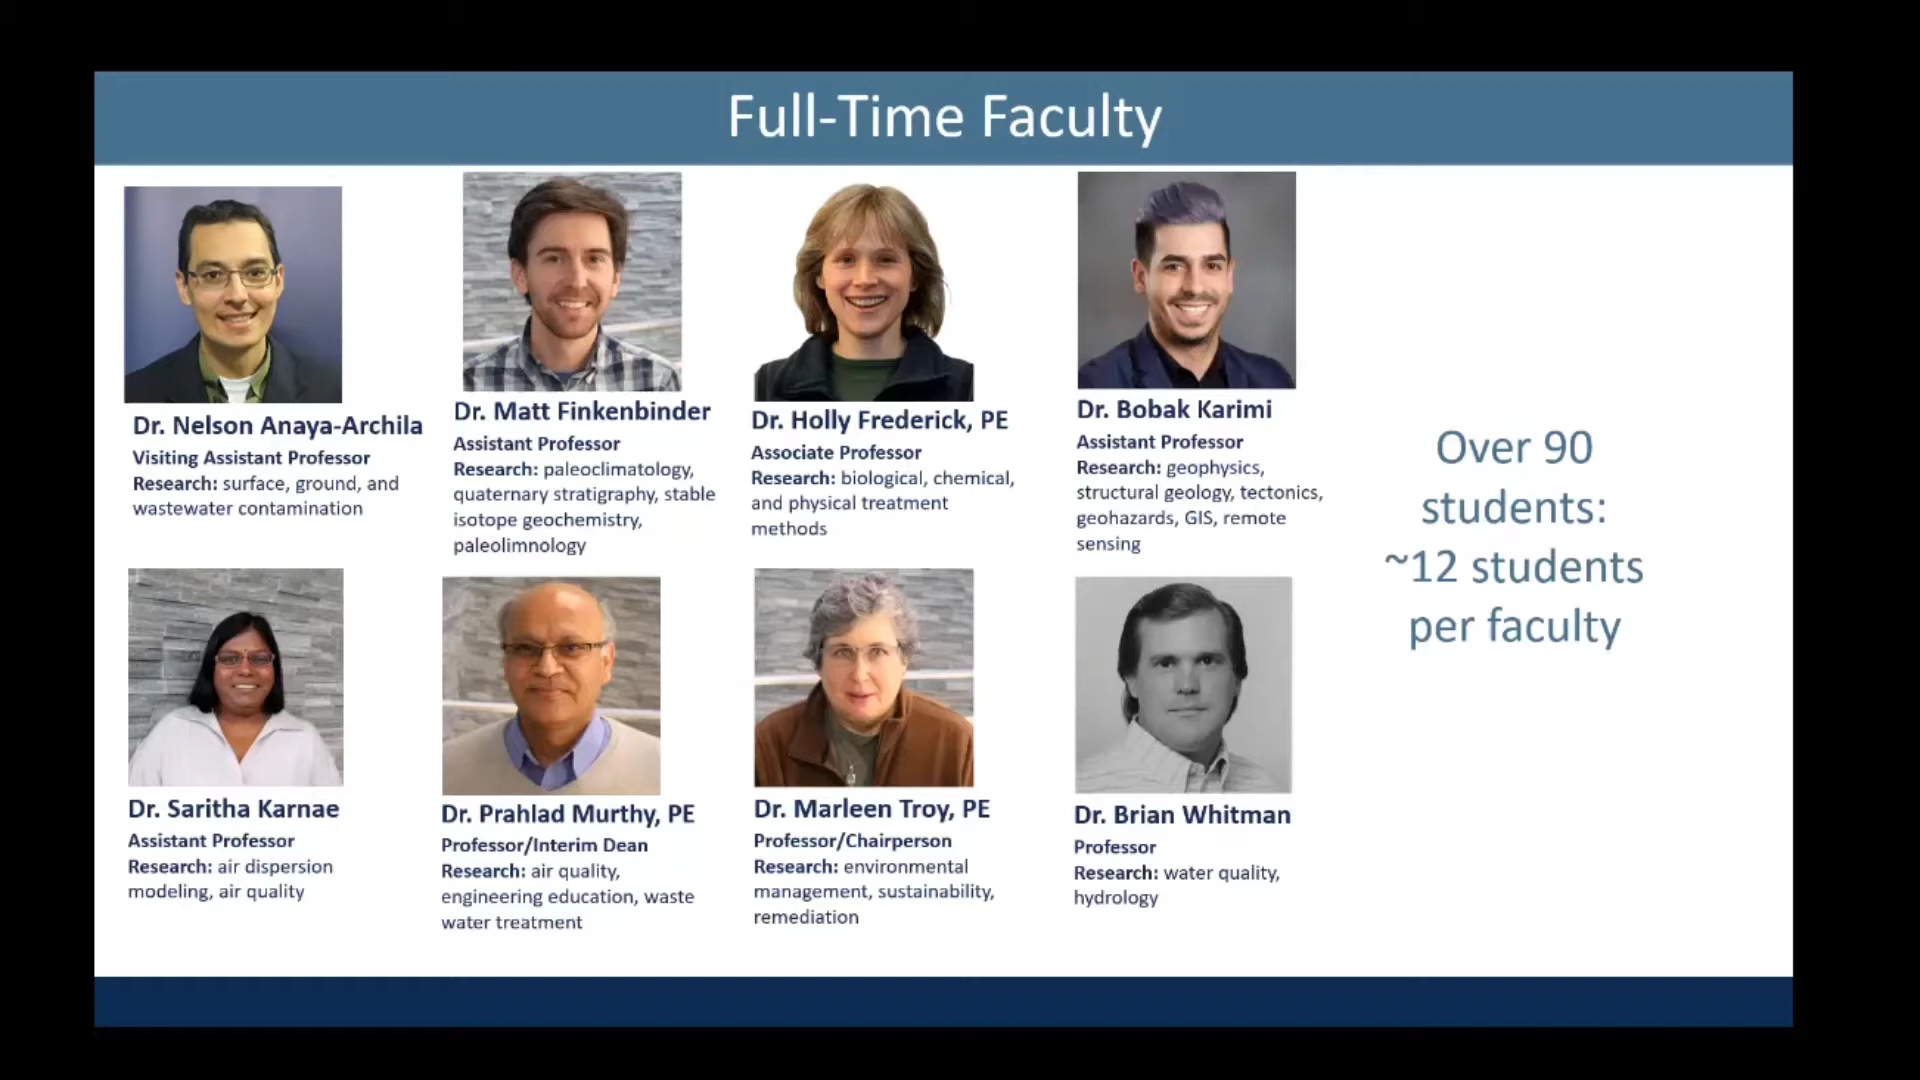 Full-Time Faculty
Dr. Nelson Anaya-Archila
Visiting Assistant Professor
Research: surface, ground, and
wastewater contamination
Dr. Matt Finkenbinder
Assistant Professor
Research: paleoclimatology,
quaternary stratigraphy, stable
isotope geochemistry,
paleolimnology
Dr. Holly Frederick, PE
Associate Professor
Research: biological, chemical,
and physical treatment
methods
Dr. Bobak Karimi
Assistant Professor
Research: geophysics,
structural geology, tectonics,
geohazards, GIS, remote
sensing
Over 90
students:
~12 students
per faculty
Dr. Saritha Karnae
Assistant Professor
Research: air dispersion
modeling, air quality
Dr. Prahlad Murthy, PE
Professor/Interim Dean
Research: air quality,
engineering education, waste
water treatment
Dr. Marleen Troy, PE
Professor/Chairperson
Research: environmental
management, sustainability,
remediation
Dr. Brian Whitman
Professor
Research: water quality,
hydrology